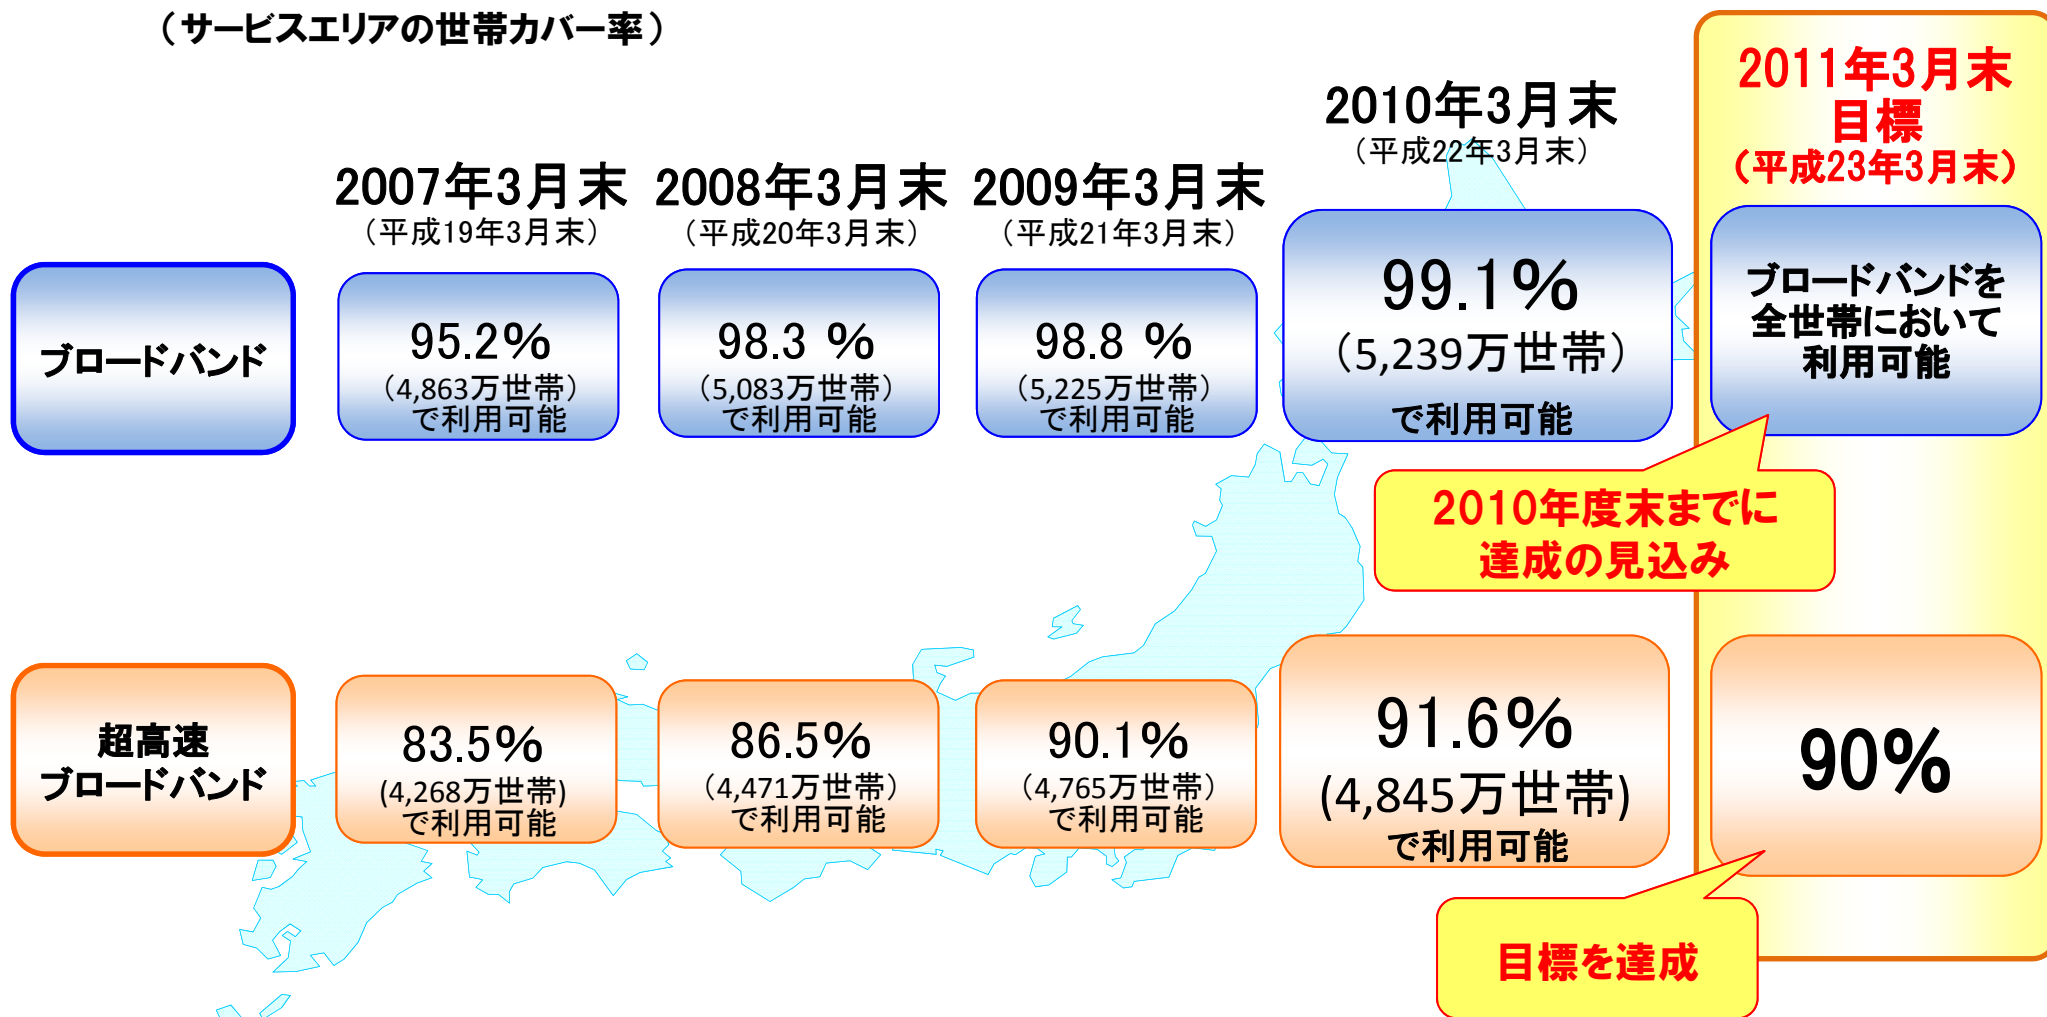 （サービスエリアの世帯カバー率）
2007年3月末
（平成19年3月末）
2008年3月末
（平成20年3月末）
2009年3月末
（平成21年3月末）
2010年3月末
（平成22年3月末）
2011年3月末
目標
（平成23年3月末）
ブロードバンド
95.2%
（4,863万世帯）
で利用可能
98.3 %
（5,083万世帯）
で利用可能
98.8 %
（5,225万世帯）
で利用可能
99.1%
（5,239万世帯）
で利用可能
ブロードバンドを
全世帯において
利用可能
2010年度末までに
達成の見込み
超高速
ブロードバンド
83.5%
(4,268万世帯)
で利用可能
86.5%
（4,471万世帯）
で利用可能
90.1%
（4,765万世帯）
で利用可能
91.6%
(4,845万世帯)
で利用可能
90%
目標を達成